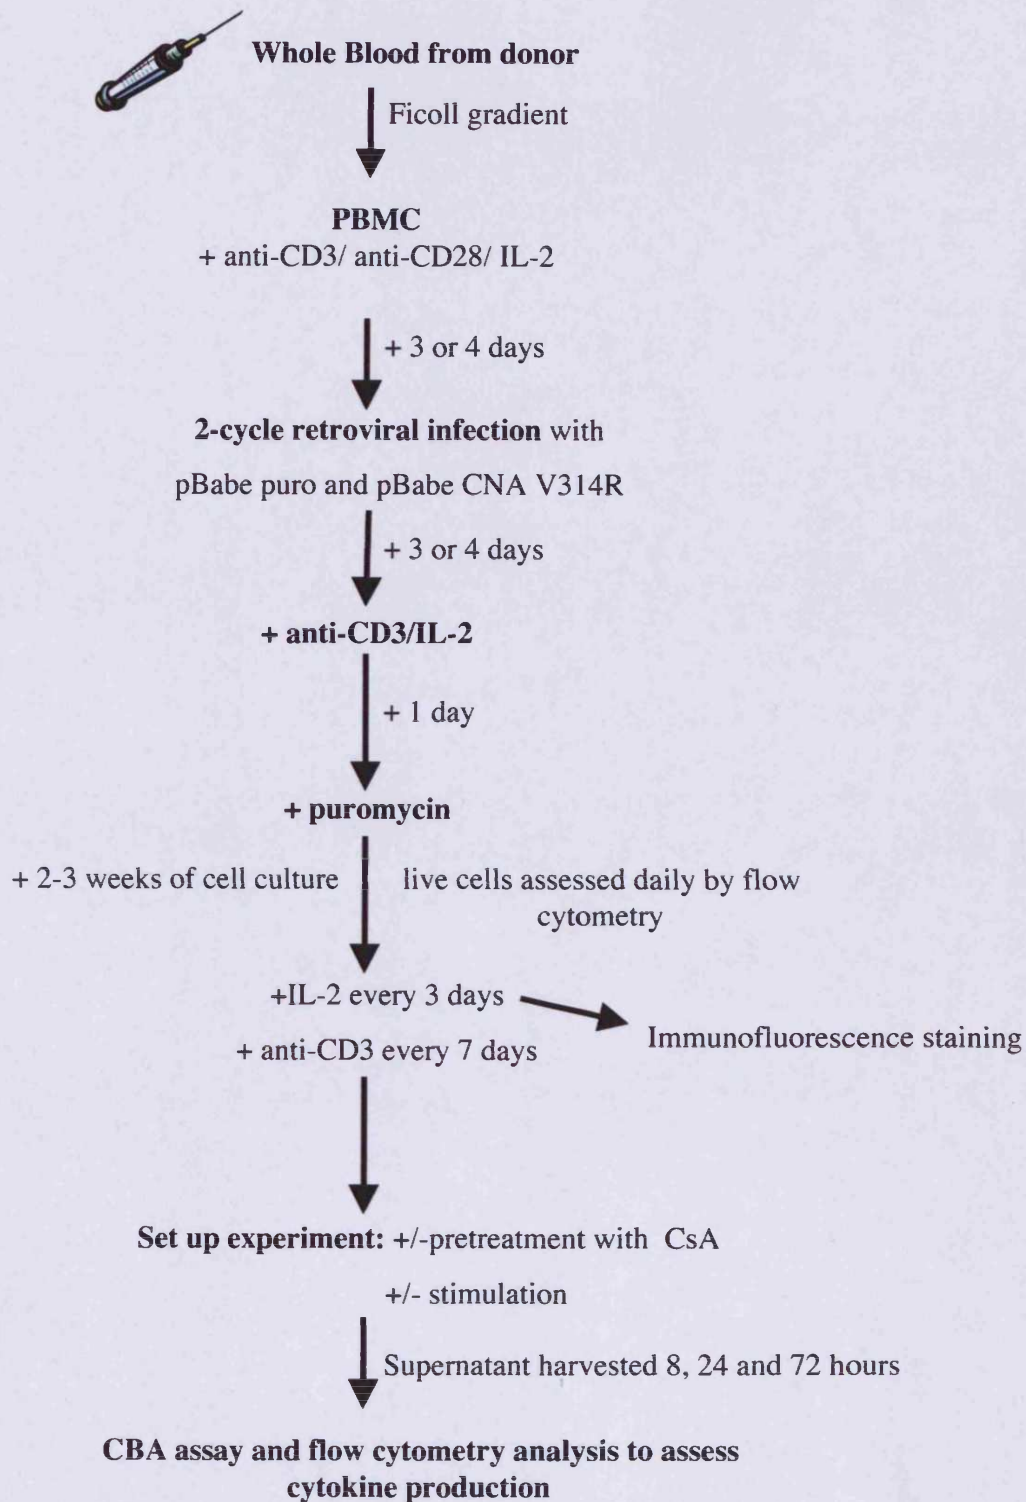 Whole Blood from donor
Ficoll gradient
PBMC
+ anti-CD3/ anti-CD28/ IL-2
+ 3 or 4 days
2-cycle retroviral infection with
pBabe puro and pBabe CNA V314R
+ 3 or 4 days
+ anti-CD3/IL-2
+ 1 day
+ puromycin
+ 2-3 weeks of cell culture
live cells assessed daily by flow
cytometry
+IL-2 every 3 days
+ anti-CD3 every 7 days
Immunofluorescence staining
Set up experiment: +/-pretreatment with CsA
+/- stimulation
Supernatant harvested 8, 24 and 72 hours
CBA assay and flow cytometry analysis to assess
cytokine production